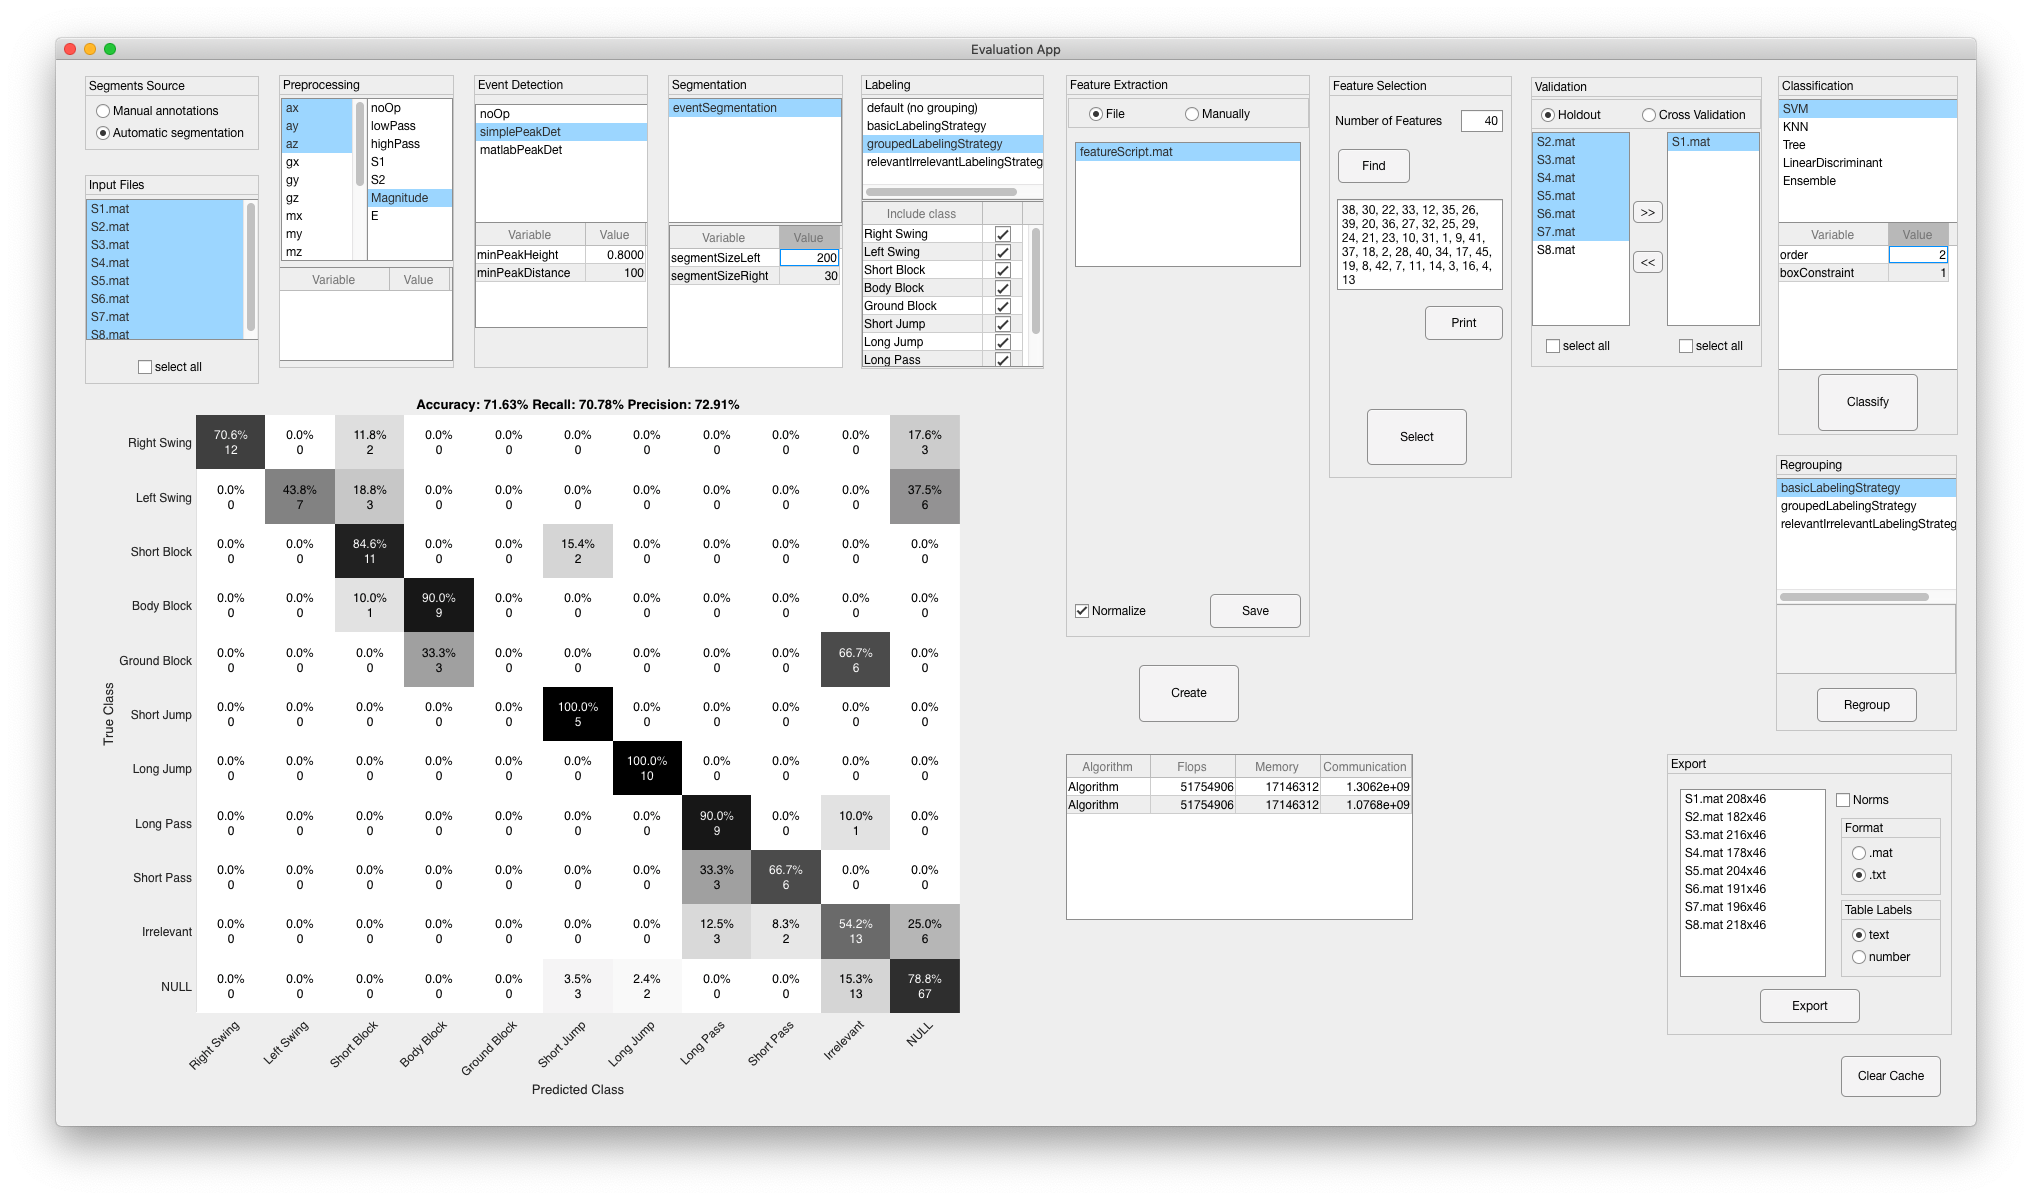 Evaluation App
Segments Source
Manual annotations
Automatic segmentation
Input Files
S1.mat
S2.mat
S3.mat
S4.mat
S5.mat
S6.mat
S7.mat
S8.mat
select all
Preprocessing
ax
ay
az
gx
gy
gz
mx
my
mz
noOp
lowPass
highPass
S1
S2
Magnitude
E
Variable Value
Event Detection
noOp
simplePeakDet
matlabPeakDet
Variable Value
minPeakHeight 0.8000
minPeakDistance 100
Segmentation
eventSegmentation
Variable Value
segmentSizeLeft 200
segmentSizeRight 30
Labeling
default (no grouping)
basicLabelingStrategy
groupedLabelingStrategy
relevantIrrelevantLabelingStrateg
Include class
Right Swing
Left Swing
Short Block
Body Block
Ground Block
Short Jump
Long Jump
Long Pass
Feature Extraction
File Manually
featureScript.mat
Normalize
Save
Create
Feature Selection
Number of Features 40
Find
38, 30, 22, 33, 12, 35, 26,
39, 20, 36, 27, 32, 25, 29,
24, 21, 23, 10, 31, 1, 9, 41,
37, 18, 2, 28, 40, 34, 17, 45,
19, 8, 42, 7, 11, 14, 3, 16, 4,
13
Print
Select
Validation
Holdout Cross Validation
S2.mat
S3.mat
S4.mat
S5.mat
S6.mat
S7.mat
S8.mat
>>
<<
S1.mat
select all select all
Classification
SVM
KNN
Tree
LinearDiscriminant
Ensemble
Variable Value
order 2
boxConstraint 1
Classify
Regrouping
basicLabelingStrategy
groupedLabelingStrategy
relevantIrrelevantLabelingStrateg
Regroup
Accuracy: 71.63% Recall: 70.78% Precision: 72.91%
True Class
Right Swing 70.6% 0.0% 11.8% 0.0% 0.0% 0.0% 0.0% 0.0% 0.0% 0.0% 17.6%
12 0 2 0 0 0 0 0 0 0 3
Left Swing 0.0% 43.8% 18.8% 0.0% 0.0% 0.0% 0.0% 0.0% 0.0% 0.0% 37.5%
0 7 3 0 0 0 0 0 0 0 6
Short Block 0.0% 0.0% 84.6% 0.0% 0.0% 15.4% 0.0% 0.0% 0.0% 0.0% 0.0%
0 0 11 0 0 2 0 0 0 0 0
Body Block 0.0% 0.0% 10.0% 90.0% 0.0% 0.0% 0.0% 0.0% 0.0% 0.0% 0.0%
0 0 1 9 0 0 0 0 0 0 0
Ground Block 0.0% 0.0% 0.0% 33.3% 0.0% 0.0% 0.0% 0.0% 0.0% 66.7% 0.0%
0 0 0 3 0 0 0 0 0 6 0
Short Jump 0.0% 0.0% 0.0% 0.0% 0.0% 100.0% 0.0% 0.0% 0.0% 0.0% 0.0%
0 0 0 0 0 5 0 0 0 0 0
Long Jump 0.0% 0.0% 0.0% 0.0% 0.0% 0.0% 100.0% 0.0% 0.0% 0.0% 0.0%
0 0 0 0 0 0 10 0 0 0 0
Long Pass 0.0% 0.0% 0.0% 0.0% 0.0% 0.0% 0.0% 90.0% 0.0% 10.0% 0.0%
0 0 0 0 0 0 0 9 0 1 0
Short Pass 0.0% 0.0% 0.0% 0.0% 0.0% 0.0% 0.0% 33.3% 66.7% 0.0% 0.0%
0 0 0 0 0 0 0 3 6 0 0
Irrelevant 0.0% 0.0% 0.0% 0.0% 0.0% 0.0% 0.0% 12.5% 8.3% 54.2% 25.0%
0 0 0 0 0 0 0 3 2 13 6
NULL 0.0% 0.0% 0.0% 0.0% 0.0% 3.5% 2.4% 0.0% 0.0% 15.3% 78.8%
0 0 0 0 0 3 2 0 0 13 67
Right Swing Left Swing Short Block Body Block Ground Block Short Jump Long Jump Long Pass Short Pass Irrelevant NULL
Predicted Class
Algorithm Flops Memory Communication
Algorithm 51754906 17146312 1.3062e+09
Algorithm 51754906 17146312 1.0768e+09
Export
S1.mat 208x46
S2.mat 182x46
S3.mat 216x46
S4.mat 178x46
S5.mat 204x46
S6.mat 191x46
S7.mat 196x46
S8.mat 218x46
Norms
Format
.mat
.txt
Table Labels
text
number
Export
Clear Cache